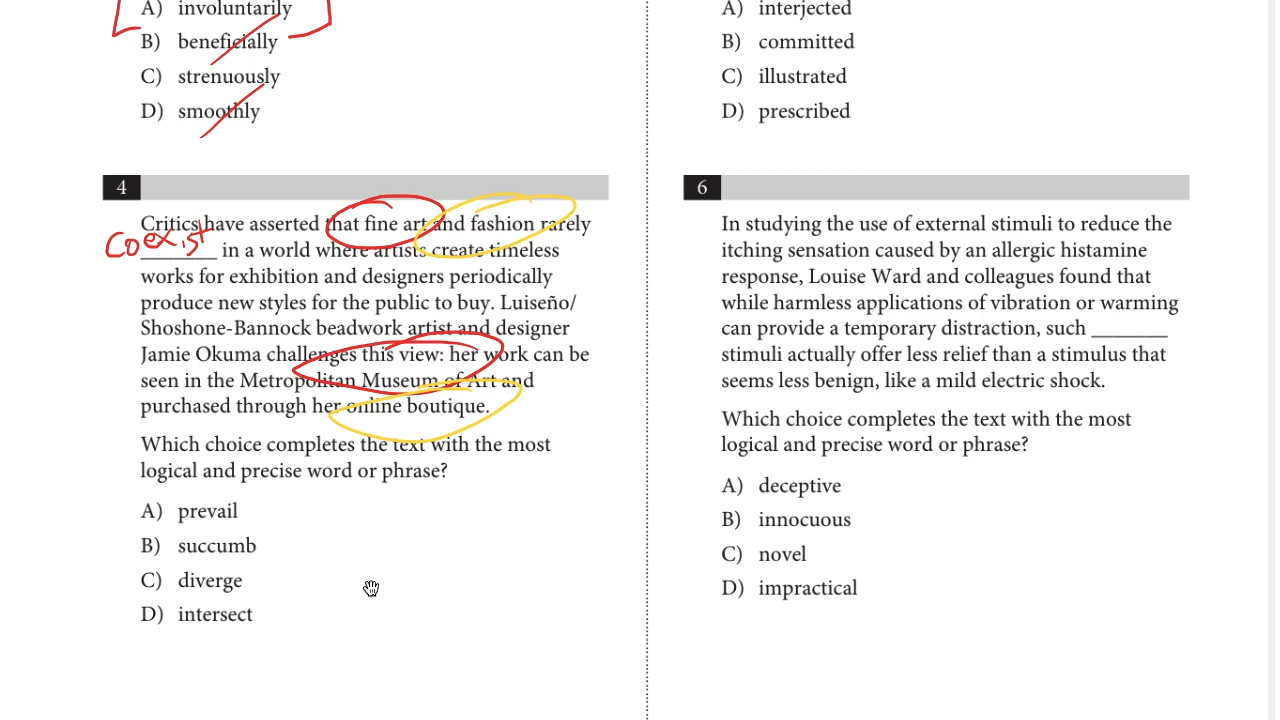 A) involuntarily
B) beneficially
C) strenuously
D) smoothly
4
Critics have asserted that fine art and fashion rarely
coexist
________ in a world where artists create timeless
works for exhibition and designers periodically
produce new styles for the public to buy. Luiseño/
Shoshone-Bannock beadwork artist and designer
Jamie Okuma challenges this view: her work can be
seen in the Metropolitan Museum of Art and
purchased through her online boutique.
Which choice completes the text with the most
logical and precise word or phrase?
A) prevail
B) succumb
C) diverge
D) intersect
A) interjected
B) committed
C) illustrated
D) prescribed
6
In studying the use of external stimuli to reduce the
itching sensation caused by an allergic histamine
response, Louise Ward and colleagues found that
while harmless applications of vibration or warming
can provide a temporary distraction, such ________
stimuli actually offer less relief than a stimulus that
seems less benign, like a mild electric shock.
Which choice completes the text with the most
logical and precise word or phrase?
A) deceptive
B) innocuous
C) novel
D) impractical